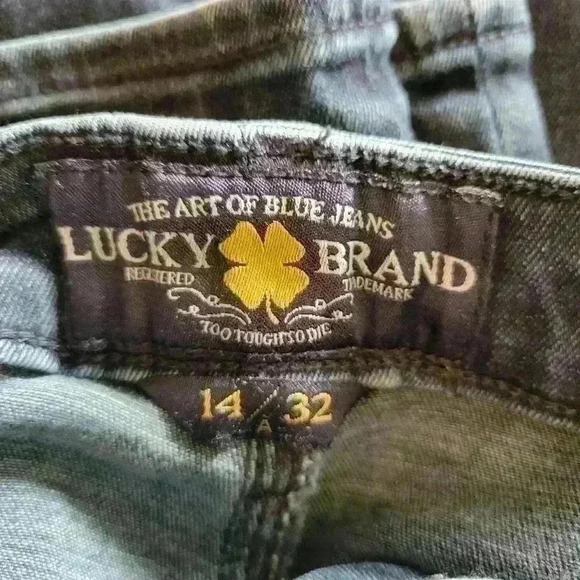 THE ART OF BLUE JEANS
LUCKY BRAND
REGISTERED TRADEMARK
TOO TOUGH TO DIE
14/32
A